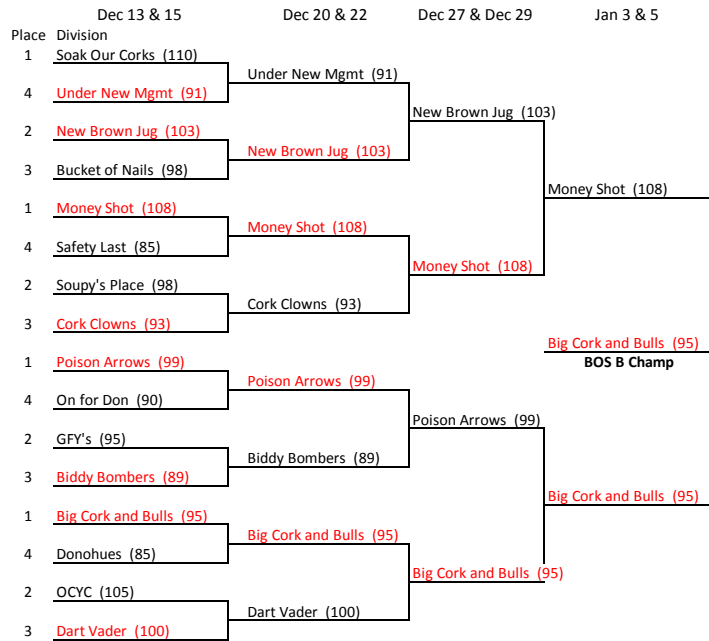 Dec 13 & 15 Dec 20 & 22 Dec 27 & Dec 29 Jan 3 & 5
Place Division
1 Soak Our Corks (110)
Under New Mgmt (91)
4 Under New Mgmt (91)
New Brown Jug (103)
2 New Brown Jug (103)
New Brown Jug (103)
3 Bucket of Nails (98)
Money Shot (108)
1 Money Shot (108)
Money Shot (108)
4 Safety Last (85)
Money Shot (108)
2 Soupy's Place (98)
Cork Clowns (93)
3 Cork Clowns (93)
Big Cork and Bulls (95)
BOS B Champ
1 Poison Arrows (99)
Poison Arrows (99)
4 On for Don (90)
Poison Arrows (99)
2 GFY's (95)
Biddy Bombers (89)
3 Biddy Bombers (89)
Big Cork and Bulls (95)
1 Big Cork and Bulls (95)
Big Cork and Bulls (95)
4 Donohues (85)
Big Cork and Bulls (95)
2 OCYC (105)
Dart Vader (100)
3 Dart Vader (100)